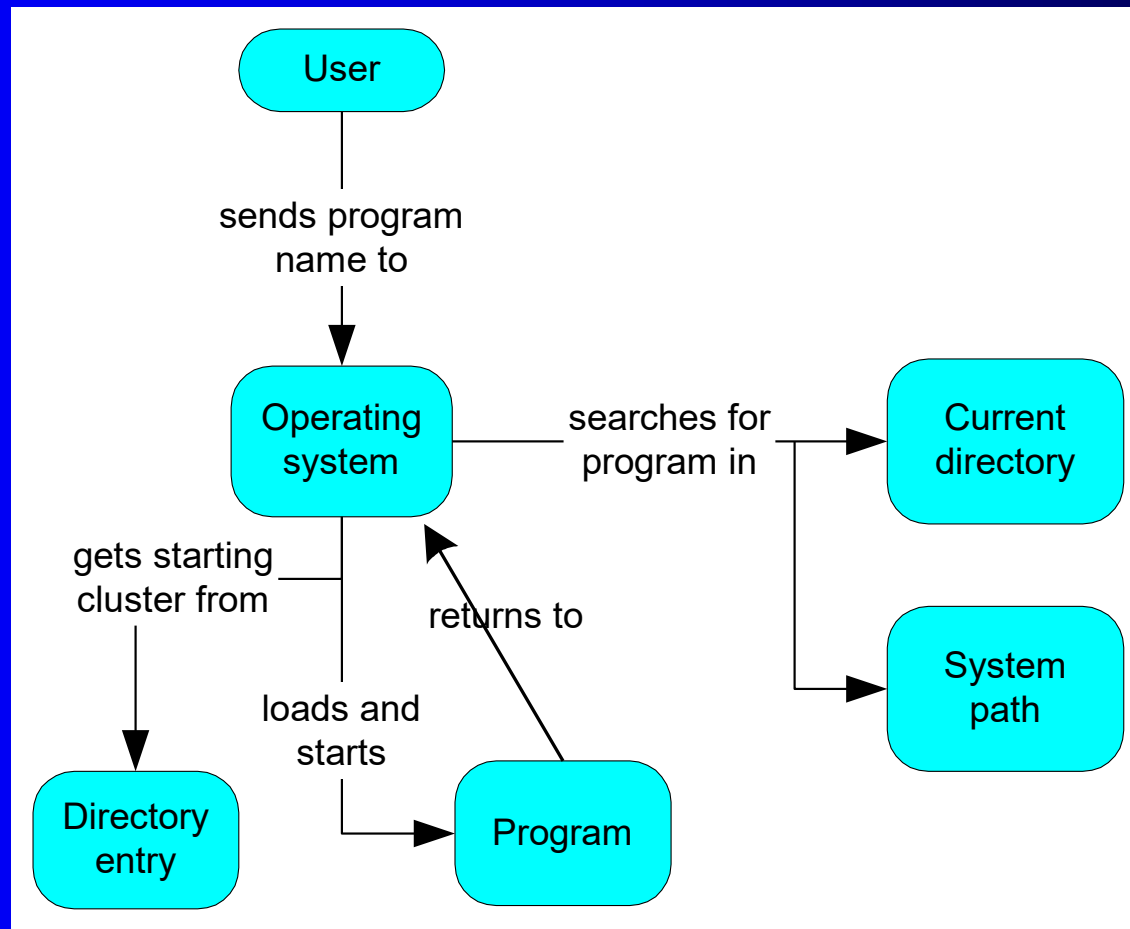 User
sends program
name to
Operating
system
searches for
program in
Current
directory
gets starting
cluster from
returns to
System
path
loads and
starts
Directory
entry
Program